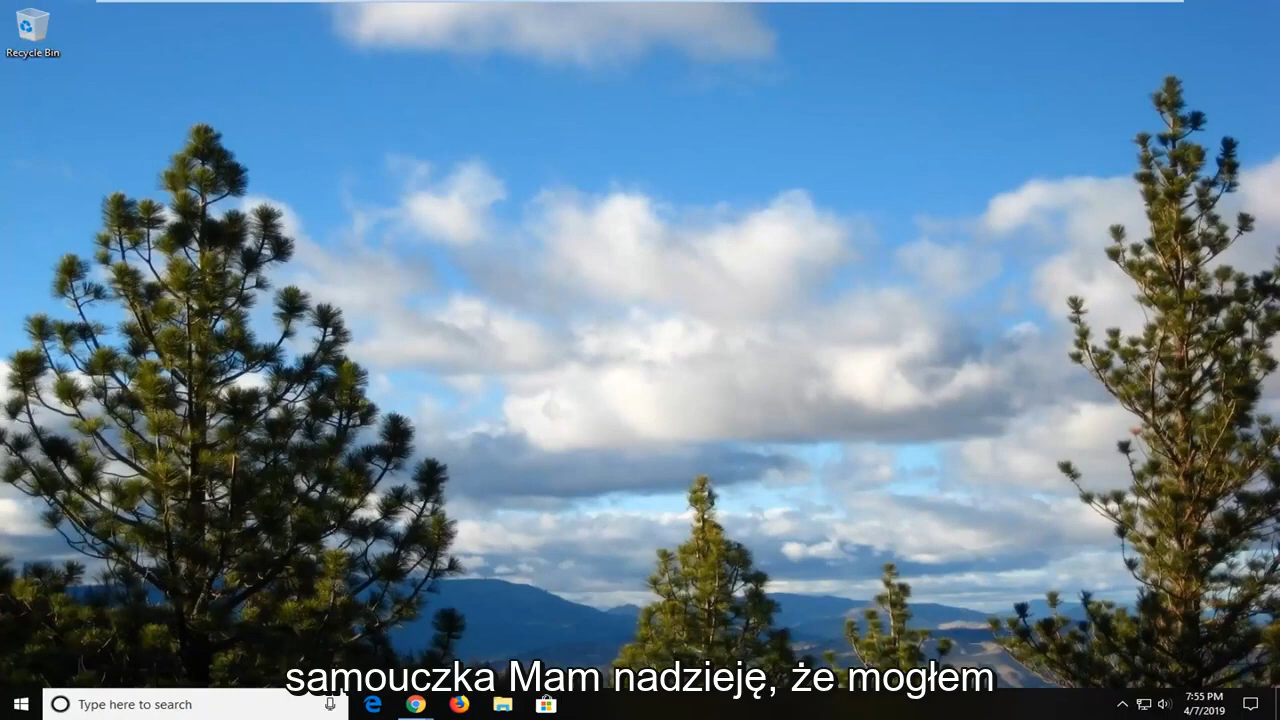 Recycle Bin
samouczka Mam nadzieję, że mogłem
Type here to search
7:55 PM
4/7/2019